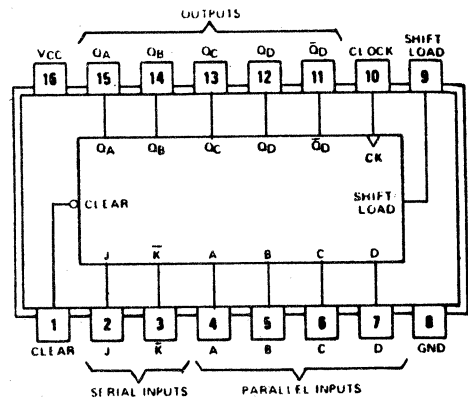 OUTPUTS
VCC QA QB QC QD Q̅D CLOCK SHIFT LOAD
16 15 14 13 12 11 10 9
QA QB QC QD Q̅D CK
CLEAR SHIFT-LOAD
J K̅ A B C D
1 2 3 4 5 6 7 8
CLEAR J K̅ A B C D GND
SERIAL INPUTS PARALLEL INPUTS